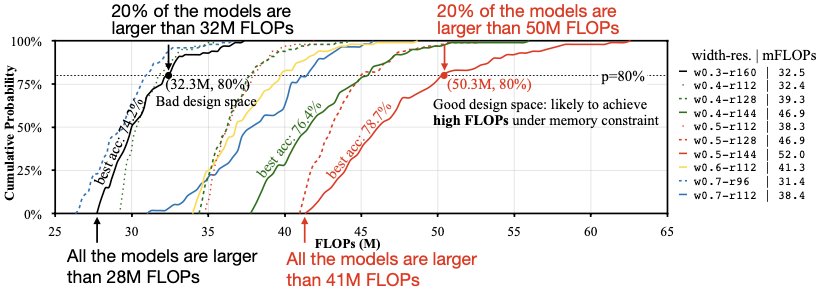 20% of the models are
larger than 32M FLOPs
20% of the models are
larger than 50M FLOPs
100%
75%
50%
25%
0%
Cumulative Probability
(32.3M, 80%)
Bad design space
(50.3M, 80%)
p=80%
Good design space: likely to achieve
high FLOPs under memory constraint
best acc: 74.2%
best acc: 76.4%
best acc: 78.7%
25 30 35 40 45 50 55 60 65
FLOPs (M)
All the models are larger
than 28M FLOPs
All the models are larger
than 41M FLOPs
width-res. | mFLOPs
w0.3-r160 | 32.5
w0.4-r112 | 32.4
w0.4-r128 | 39.3
w0.4-r144 | 46.9
w0.5-r112 | 38.3
w0.5-r128 | 46.9
w0.5-r144 | 52.0
w0.6-r112 | 41.3
w0.7-r96 | 31.4
w0.7-r112 | 38.4